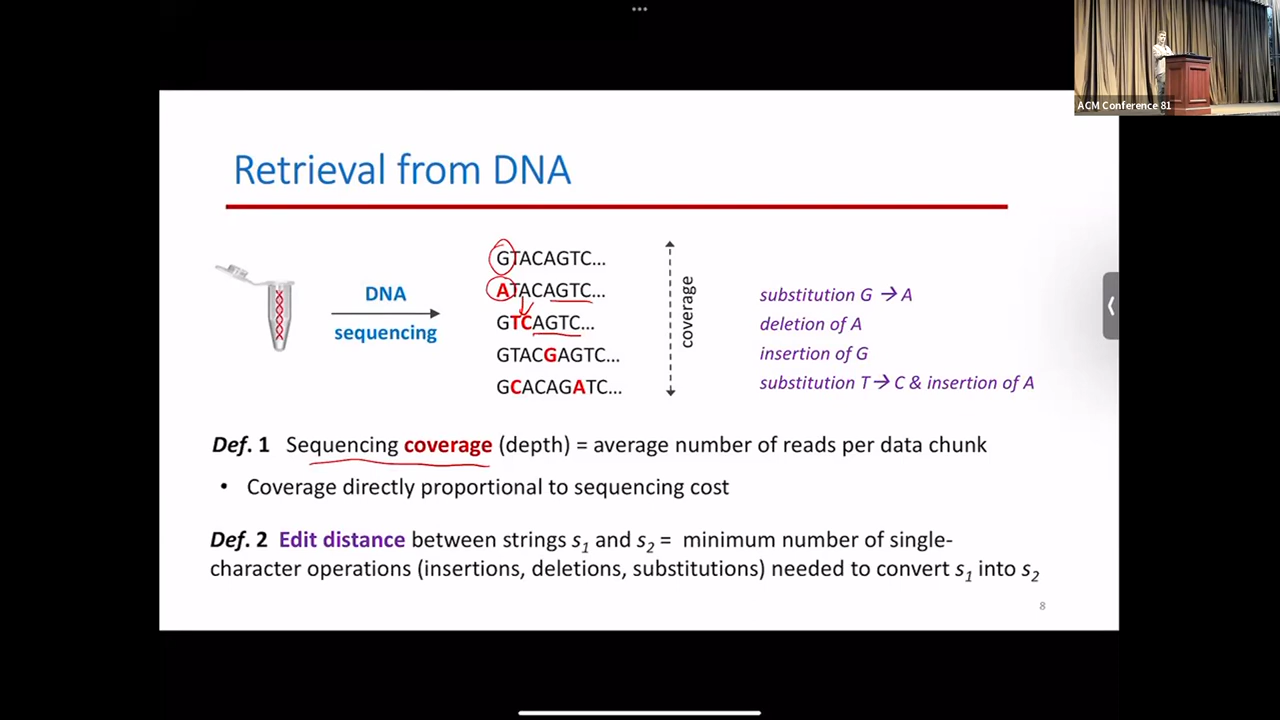 ACM Conference 81
Retrieval from DNA
DNA
sequencing
GTACAGTC...
ATACAGTC...
GTCAGTC...
GTACGAGTC...
GCACAGATC...
coverage
substitution G → A
deletion of A
insertion of G
substitution T → C & insertion of A
Def. 1 Sequencing coverage (depth) = average number of reads per data chunk
• Coverage directly proportional to sequencing cost
Def. 2 Edit distance between strings s1 and s2 = minimum number of single-
character operations (insertions, deletions, substitutions) needed to convert s1 into s2
8